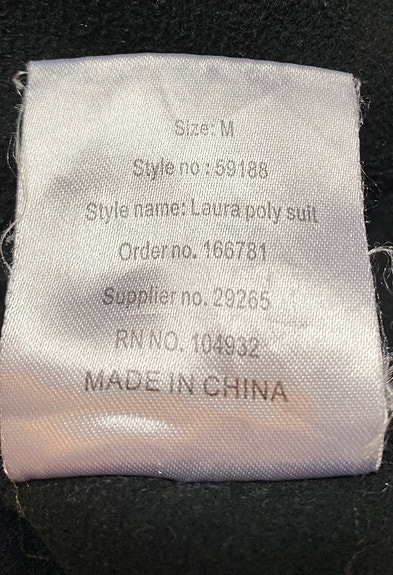 Size: M
Style no : 59188
Style name: Laura poly suit
Order no. 166781
Supplier no. 29265
RN NO. 104932
MADE IN CHINA